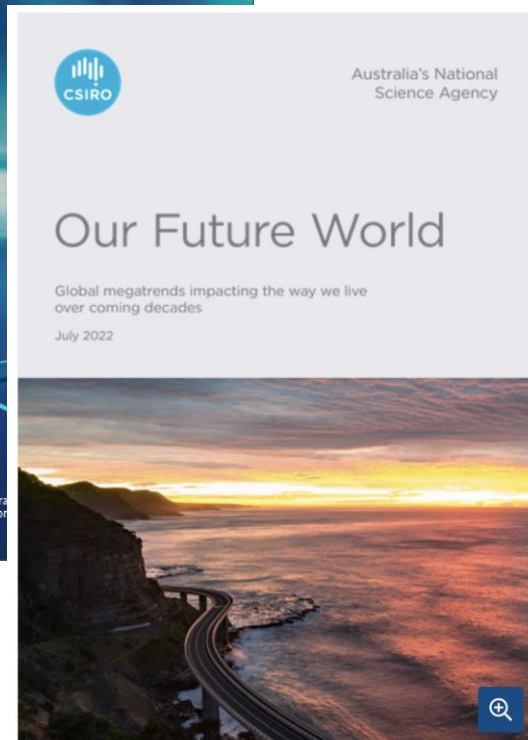 CSIRO
Australia's National
Science Agency
Our Future World
Global megatrends impacting the way we live
over coming decades
July 2022